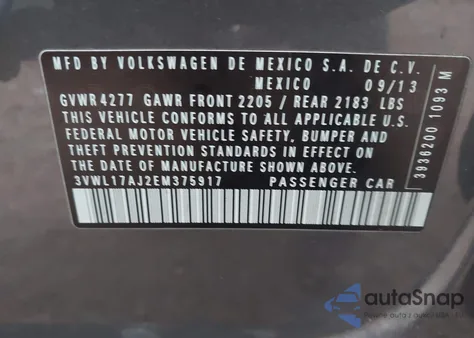 MFD BY VOLKSWAGEN DE MEXICO S.A. DE C.V.
MEXICO 09/13
GVWR 4277 GAWR FRONT 2205 / REAR 2183 LBS
THIS VEHICLE CONFORMS TO ALL APPLICABLE
FEDERAL MOTOR VEHICLE SAFETY, BUMPER AND
THEFT PREVENTION STANDARDS IN EFFECT ON
THE DATE OF MANUFACTURE SHOWN ABOVE.
3VWL17AJ2EM375917 PASSENGER CAR
3936200 1093 M
autoSnap